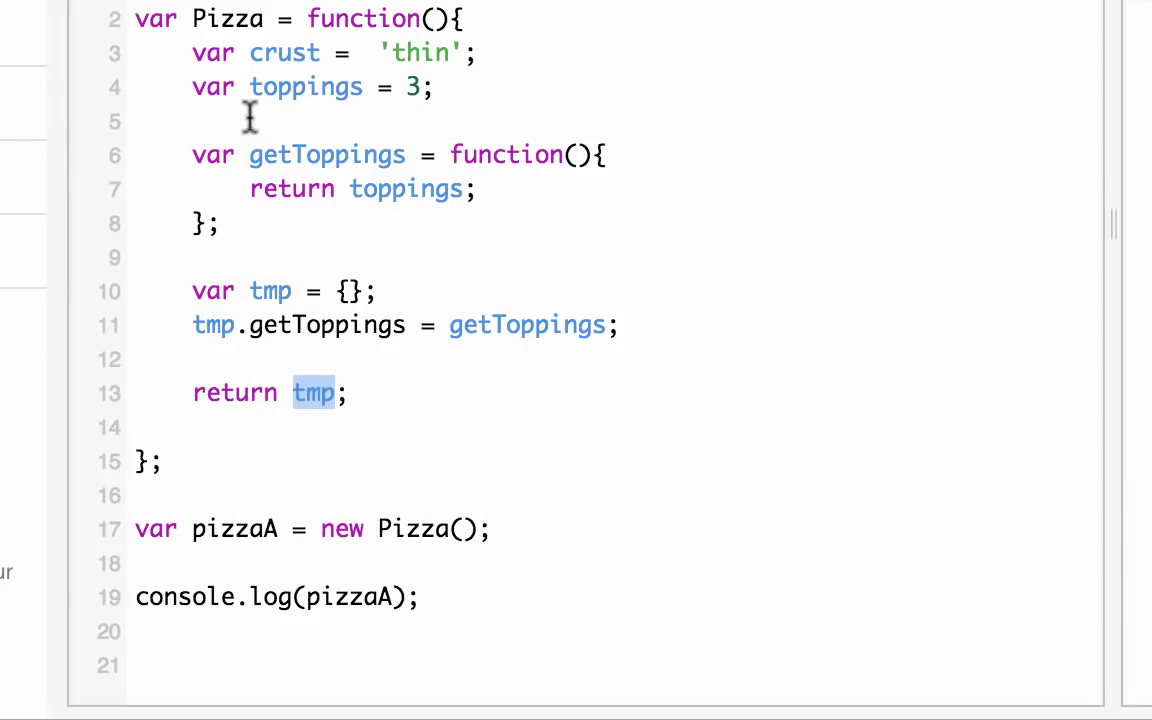 2 var Pizza = function(){
3 var crust =  'thin';
4 var toppings = 3;
5
6 var getToppings = function(){
7 return toppings;
8 };
9
10 var tmp = {};
11 tmp.getToppings = getToppings;
12
13 return tmp;
14
15 };
16
17 var pizzaA = new Pizza();
18
ur
19 console.log(pizzaA);
20
21